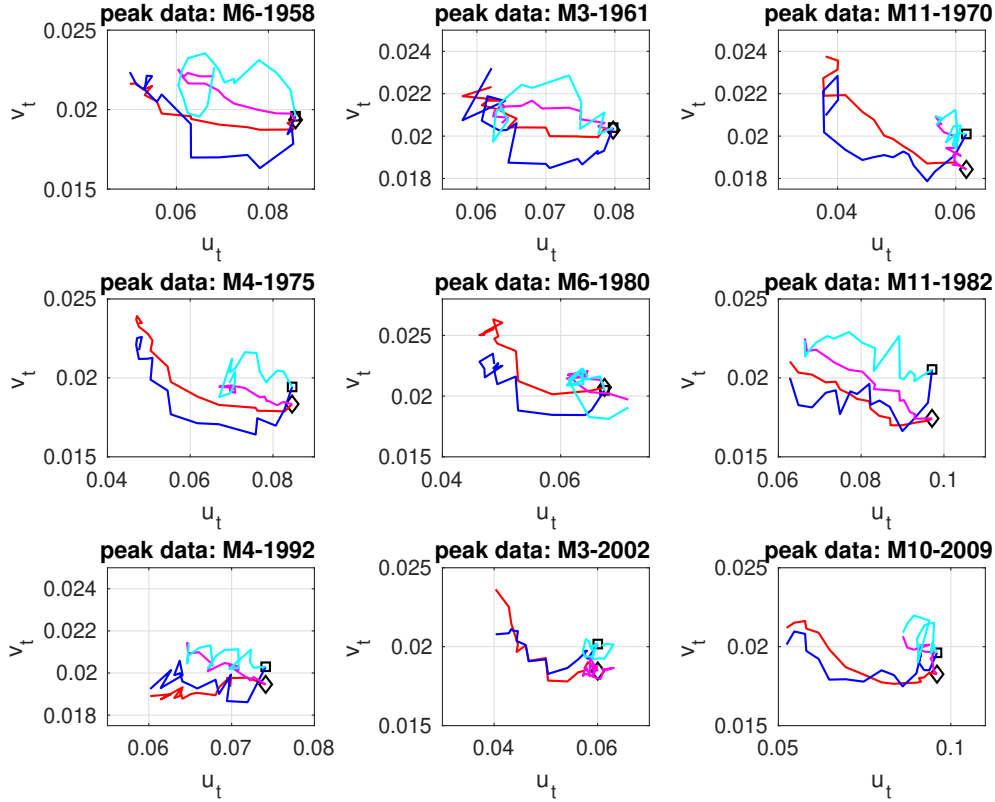 peak data: M6-1958
peak data: M3-1961
peak data: M11-1970
0.025
0.02
0.015
0.06
0.08
v_t
u_t
0.024
0.022
0.02
0.018
0.06
0.07
0.08
v_t
u_t
0.024
0.022
0.02
0.018
0.04
0.06
v_t
u_t
peak data: M4-1975
peak data: M6-1980
peak data: M11-1982
0.025
0.02
0.015
0.04
0.06
0.08
v_t
u_t
0.025
0.02
0.015
0.04
0.06
v_t
u_t
0.025
0.02
0.015
0.06
0.08
0.1
v_t
u_t
peak data: M4-1992
peak data: M3-2002
peak data: M10-2009
0.024
0.022
0.02
0.018
0.06
0.07
0.08
v_t
u_t
0.025
0.02
0.015
0.04
0.06
v_t
u_t
0.025
0.02
0.015
0.05
0.1
v_t
u_t